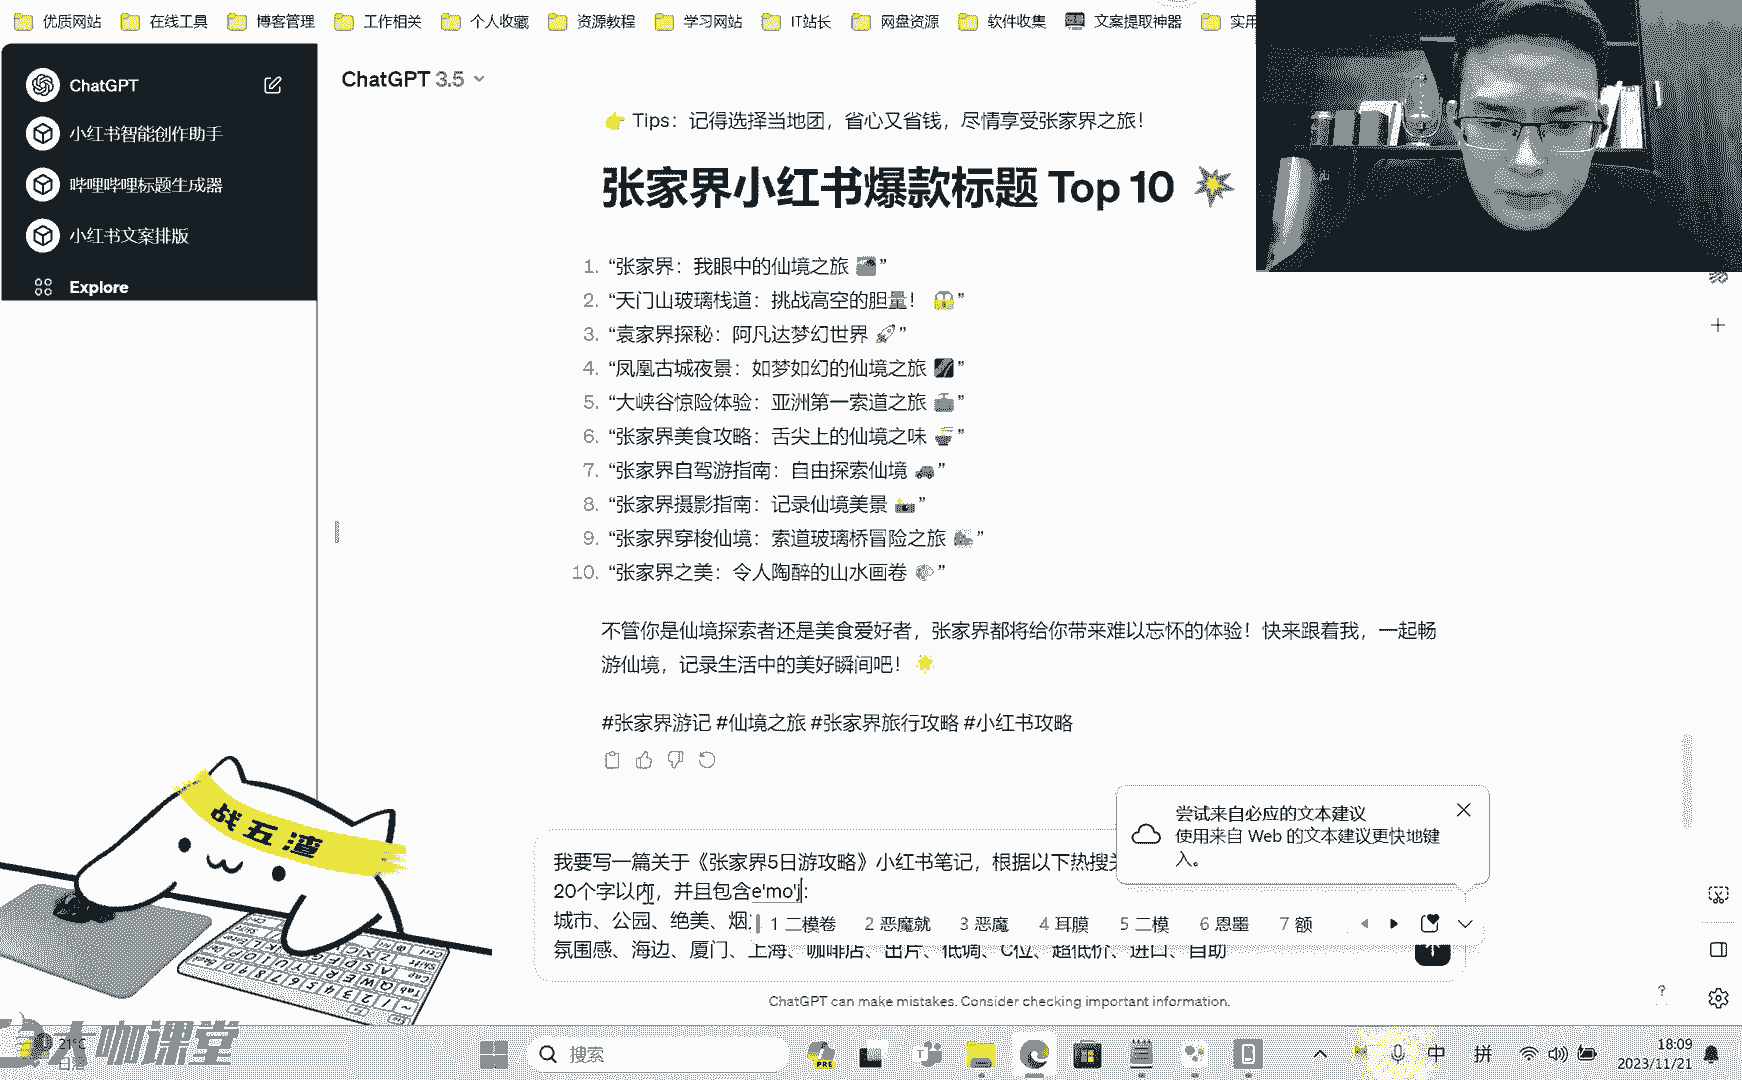 优质网站 在线工具 博客管理 工作相关 个人收藏 资源教程 学习网站 IT站长 网盘资源 软件收集 文案提取神器 实用
ChatGPT
小红书智能创作助手
哔哩哔哩标题生成器
小红书文案排版
Explore
ChatGPT 3.5
👉 Tips：记得选择当地团，省心又省钱，尽情享受张家界之旅！
张家界小红书爆款标题 Top 10
1. “张家界：我眼中的仙境之旅 ”
2. “天门山玻璃栈道：挑战高空的胆量！ ”
3. “袁家界探秘：阿凡达梦幻世界 🚀”
4. “凤凰古城夜景：如梦如幻的仙境之旅 ”
5. “大峡谷惊险体验：亚洲第一索道之旅 ”
6. “张家界美食攻略：舌尖上的仙境之味 ”
7. “张家界自驾游指南：自由探索仙境 ”
8. “张家界摄影指南：记录仙境美景 ”
9. “张家界穿梭仙境：索道玻璃桥冒险之旅 ”
10. “张家界之美：令人陶醉的山水画卷 ”
不管你是仙境探索者还是美食爱好者，张家界都将给你带来难以忘怀的体验！快来跟着我，一起畅
游仙境，记录生活中的美好瞬间吧！
#张家界游记 #仙境之旅 #张家界旅行攻略 #小红书攻略
尝试来自必应的文本建议
使用来自 Web 的文本建议更快地键
入。
我要写一篇关于《张家界5日游攻略》小红书笔记，根据以下热搜关
20个字以内，并且包含e'mo'j:
城市、公园、绝美、烟
1 二模卷 2 恶魔就 3 恶魔 4 耳膜 5 二模 6 恩墨 7 额
氛围感、海边、厦门、上海、咖啡店、出片、低调、C位、超低价、进口、自助
ChatGPT can make mistakes. Consider checking important information.
?
战五渣
大咖课堂
21°C
搜索
PRE
中 拼
18:09
2023/11/21